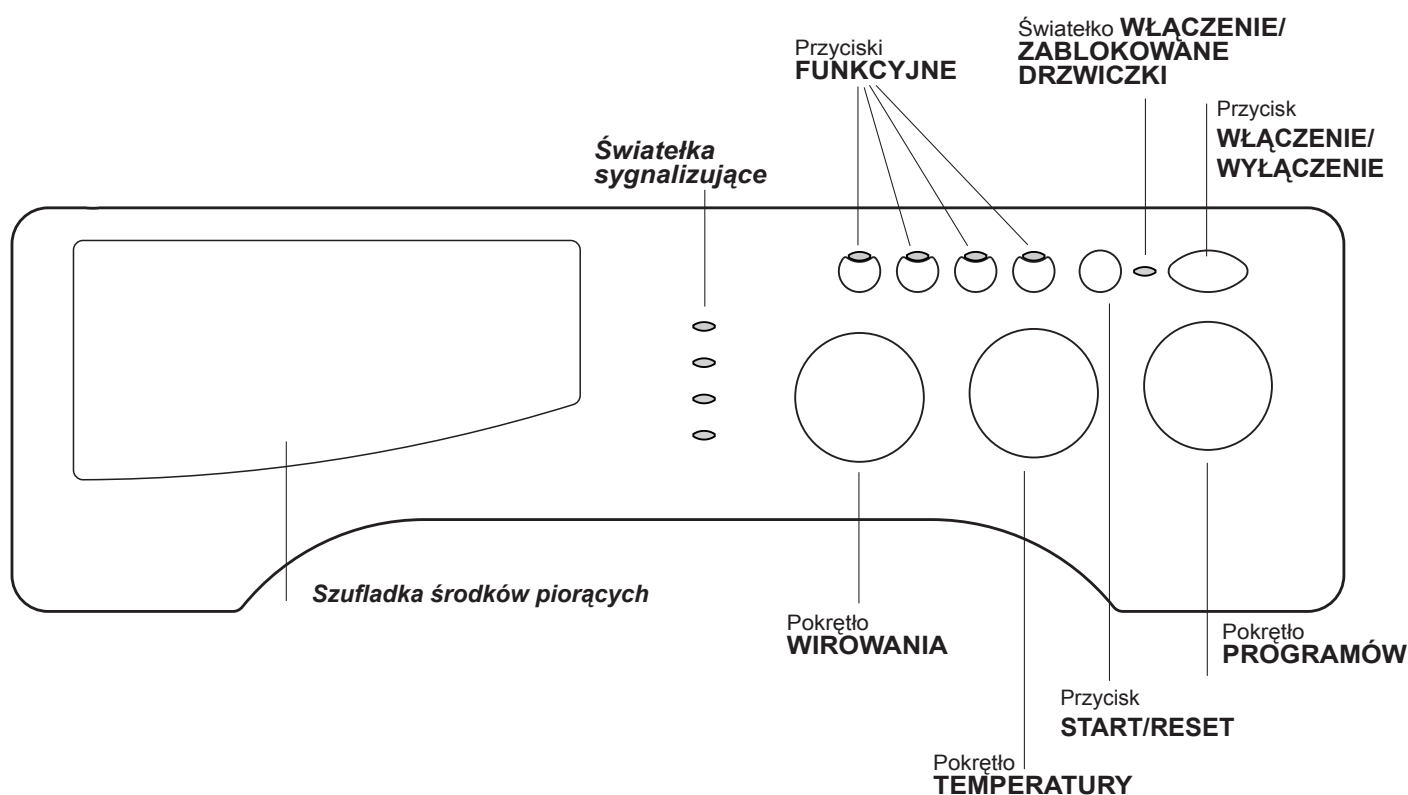 Przyciski
FUNKCYJNE
Światełko WŁĄCZENIE/
ZABLOKOWANE
DRZWICZKI
Przycisk
WŁĄCZENIE/
WYŁĄCZENIE
Światełka
sygnalizujące
Szufladka środków piorących
Pokrętło
WIROWANIA
Pokrętło
PROGRAMÓW
Przycisk
START/RESET
Pokrętło
TEMPERATURY